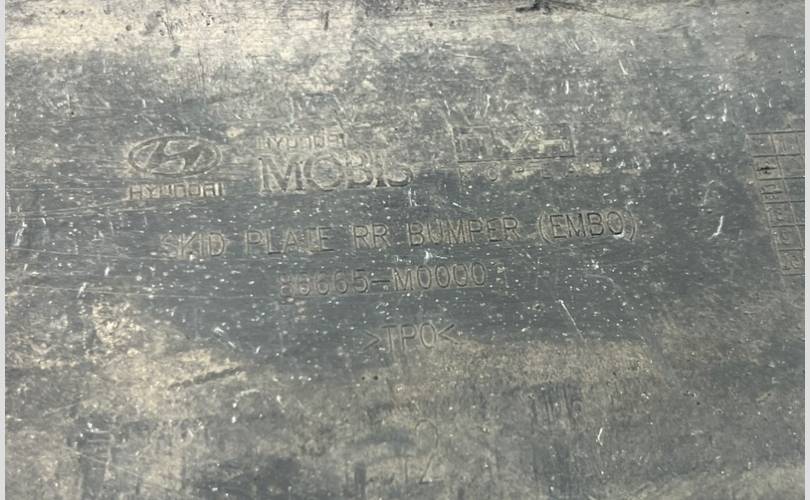 HYUNDAI
HYUNDAI
MOBIS
SKID PLATE RR BUMPER (EMBO)
86665-M0000
>TPO<